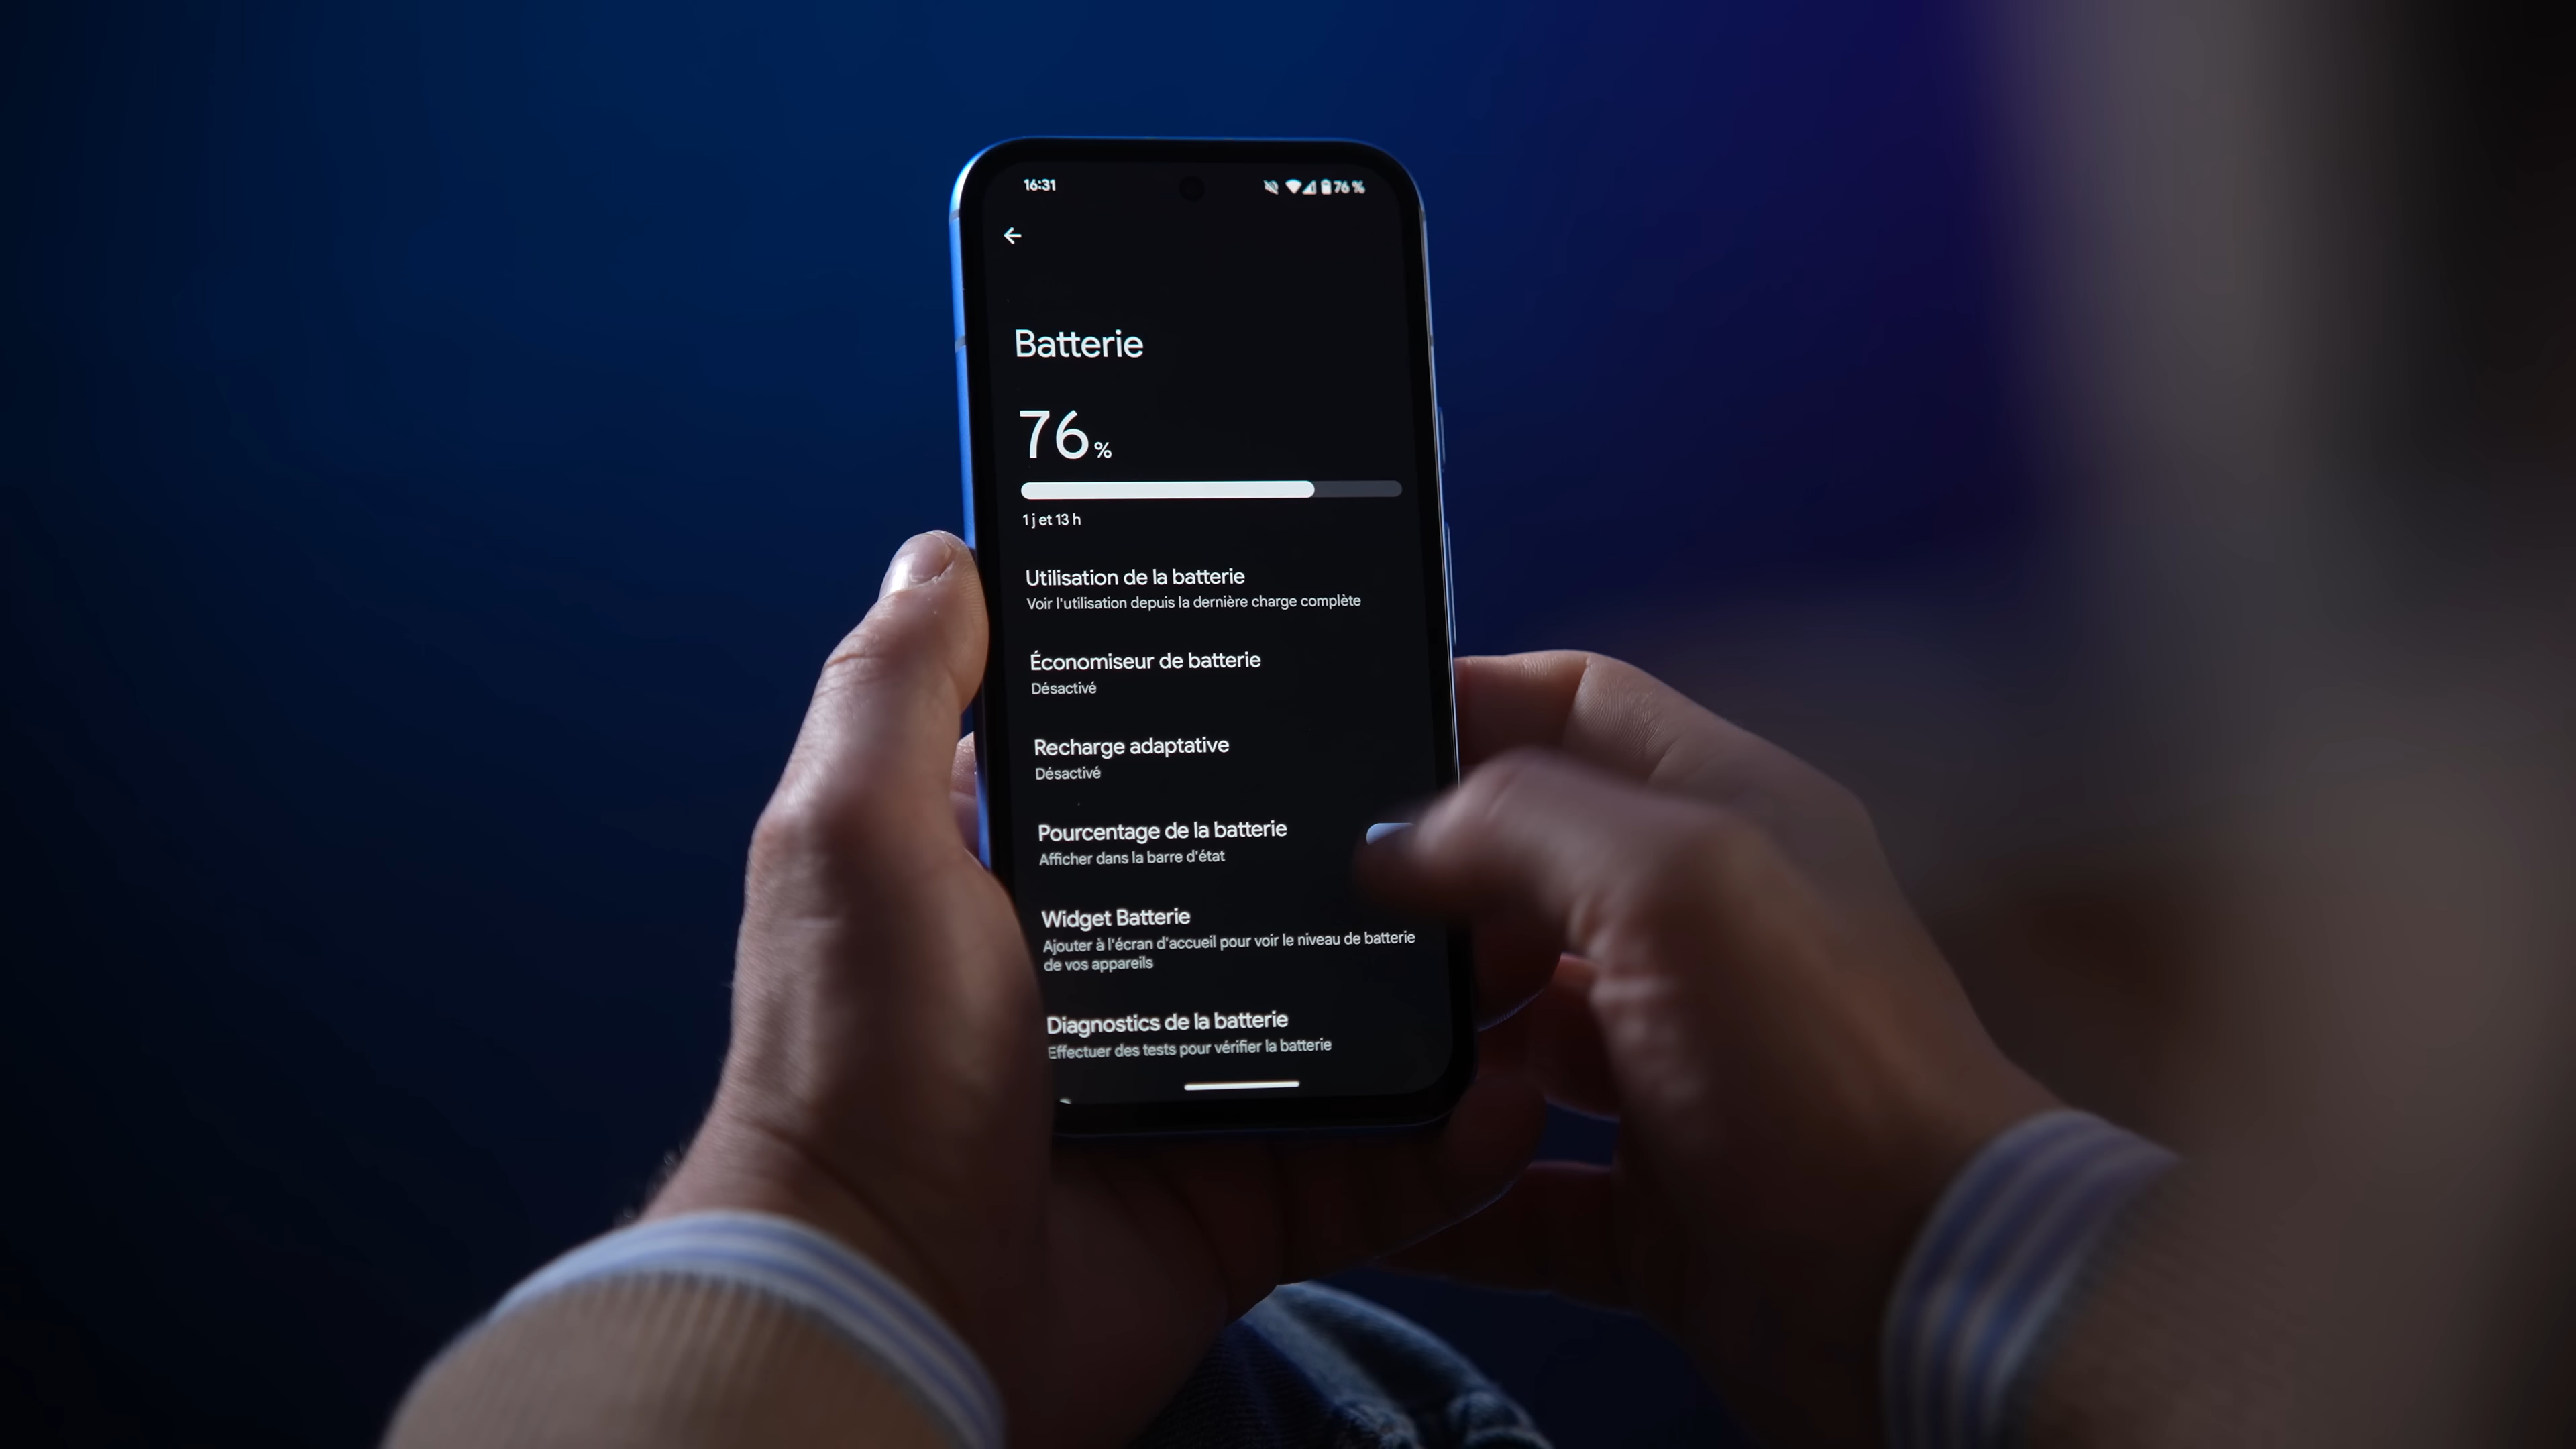 16:31
76 %
Batterie
76 %
1 j et 13 h
Utilisation de la batterie
Voir l'utilisation depuis la dernière charge complète
Économiseur de batterie
Désactivé
Recharge adaptative
Désactivé
Pourcentage de la batterie
Afficher dans la barre d'état
Widget Batterie
Ajouter à l'écran d'accueil pour voir le niveau de batterie
de vos appareils
Diagnostics de la batterie
Effectuer des tests pour vérifier la batterie